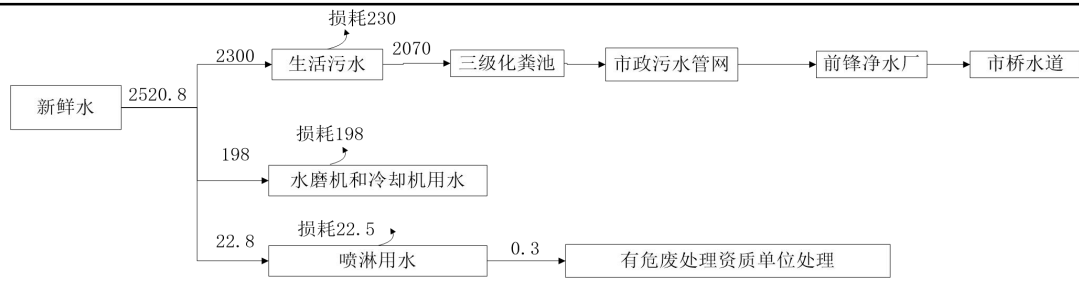 损耗230
2300
生活污水
2070
三级化粪池
市政污水管网
前锋净水厂
市桥水道
新鲜水
2520.8
损耗198
198
水磨机和冷却机用水
损耗22.5
22.8
喷淋用水
0.3
有危废处理资质单位处理